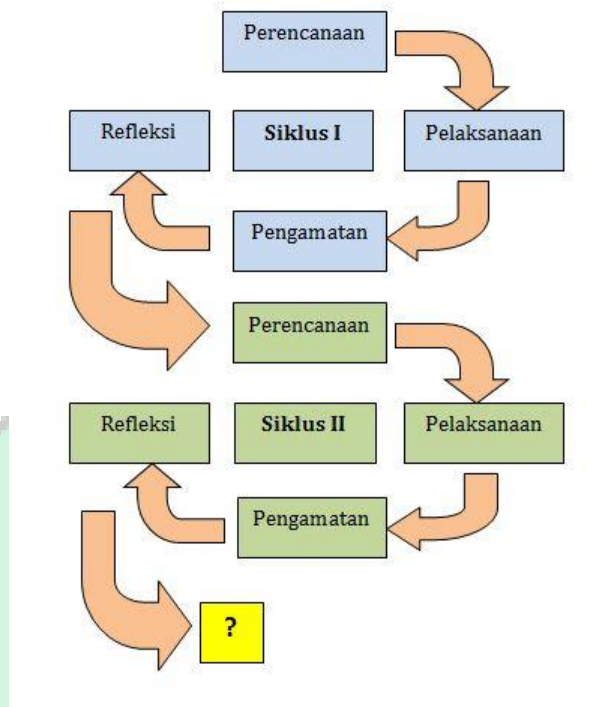 Perencanaan
Refleksi
Siklus I
Pelaksanaan
Pengamatan
Perencanaan
Refleksi
Siklus II
Pelaksanaan
Pengamatan
?